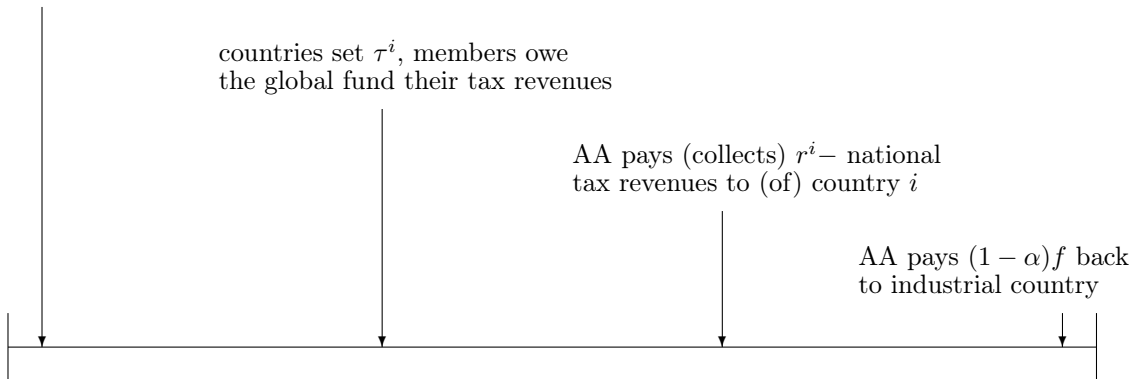 countries set τ^i, members owe
the global fund their tax revenues
AA pays (collects) r^i− national
tax revenues to (of) country i
AA pays (1 − α)f back
to industrial country